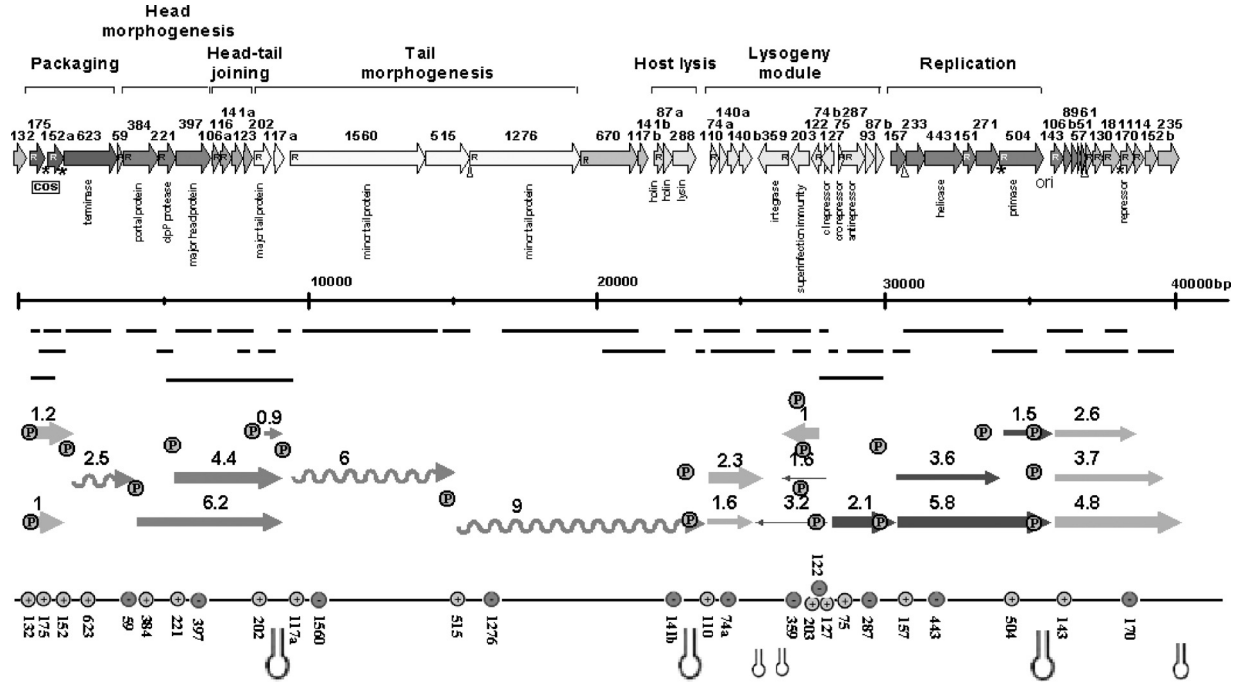 Head
morphogenesis
Packaging
Head-tail
joining
Tail
morphogenesis
Host lysis
Lysogeny
module
Replication
132 175 152a 623 59 384 221 397 106a 116 141 1a 123 202 117a 1560 515 1276 670 117b 141b 87a 288 110 74a 140a 140b 359 203 122 127 74b 75 287 93 87b 157 233 443 151 271 504 143 106b 89 57 51 61 130 18 170 111 114 152b 235
R R R R R R R R R R R R R R R R R R
cos
* * * *
ori
terminase
portal protein
clpP protease
major head protein
major tail protein
minor tail protein
minor tail protein
holin
holin
lysin
integrase
superinfection immunity
cI repressor
cro repressor
antirepressor
helicase
primase
repressor
10000 20000 30000 40000bp
1.2 0.9 1 1.5 2.6
P P P P P P P P
2.5 4.4 6 2.3 1.6 3.6 3.7
P P P P P P
1 6.2 9 1.6 3.2 2.1 5.8 4.8
P P P P P
122
+ + + + - + + - + + - + - - + - - + - + + - + - + + -
132 175 152 623 59 384 221 397 202 117a 1560 515 1276 141b 110 74a 359 203 127 75 287 157 443 504 143 170